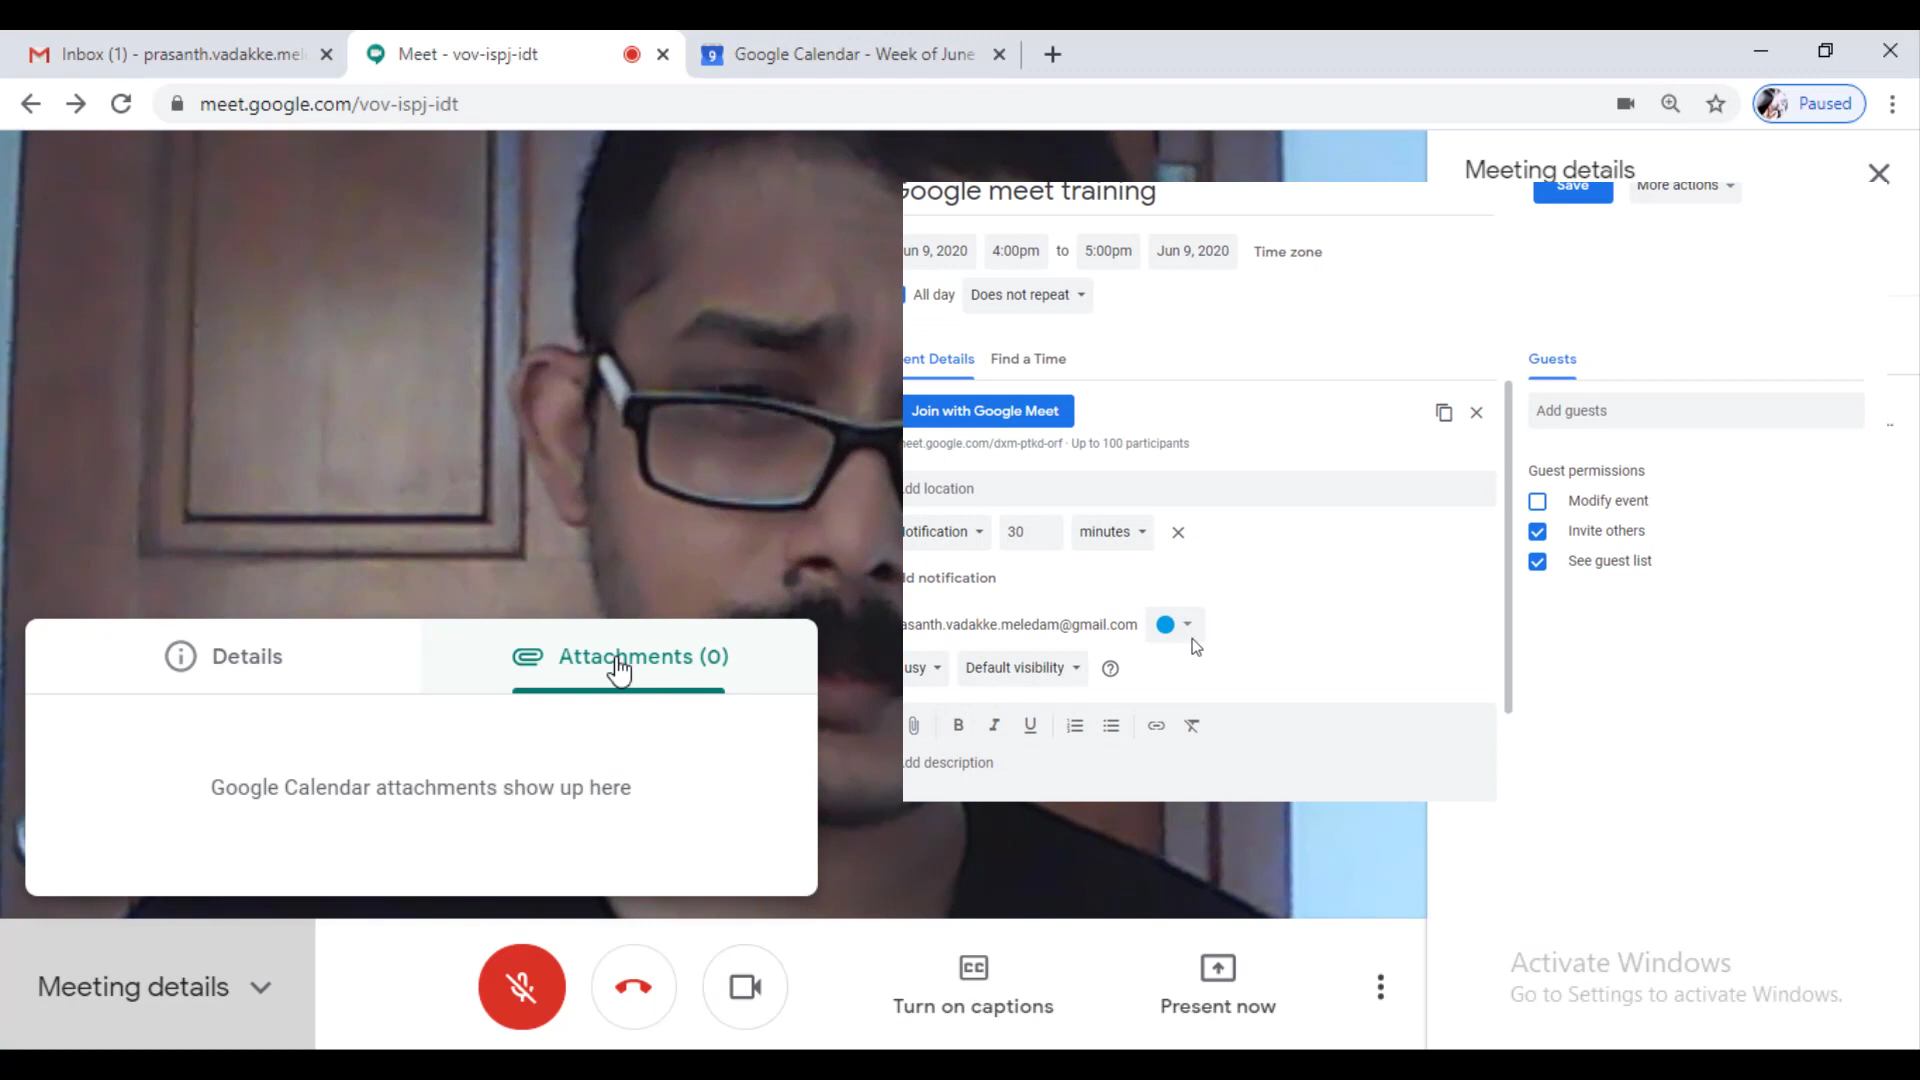 Inbox (1) - prasanth.vadakke.mel
Meet - vov-ispj-idt
9 Google Calendar - Week of June
meet.google.com/vov-ispj-idt
Paused
Meeting details
Google meet training
Save More actions
un 9, 2020 4:00pm to 5:00pm Jun 9, 2020 Time zone
All day Does not repeat
ent Details Find a Time
Guests
Join with Google Meet
Add guests
eet.google.com/dxm-ptkd-orf · Up to 100 participants
dd location
Guest permissions
Modify event
otification 30 minutes
Invite others
See guest list
dd notification
asanth.vadakke.meledam@gmail.com
usy Default visibility
B I U
dd description
Details
Attachments (0)
Google Calendar attachments show up here
Meeting details
CC
Turn on captions
Present now
Activate Windows
Go to Settings to activate Windows.